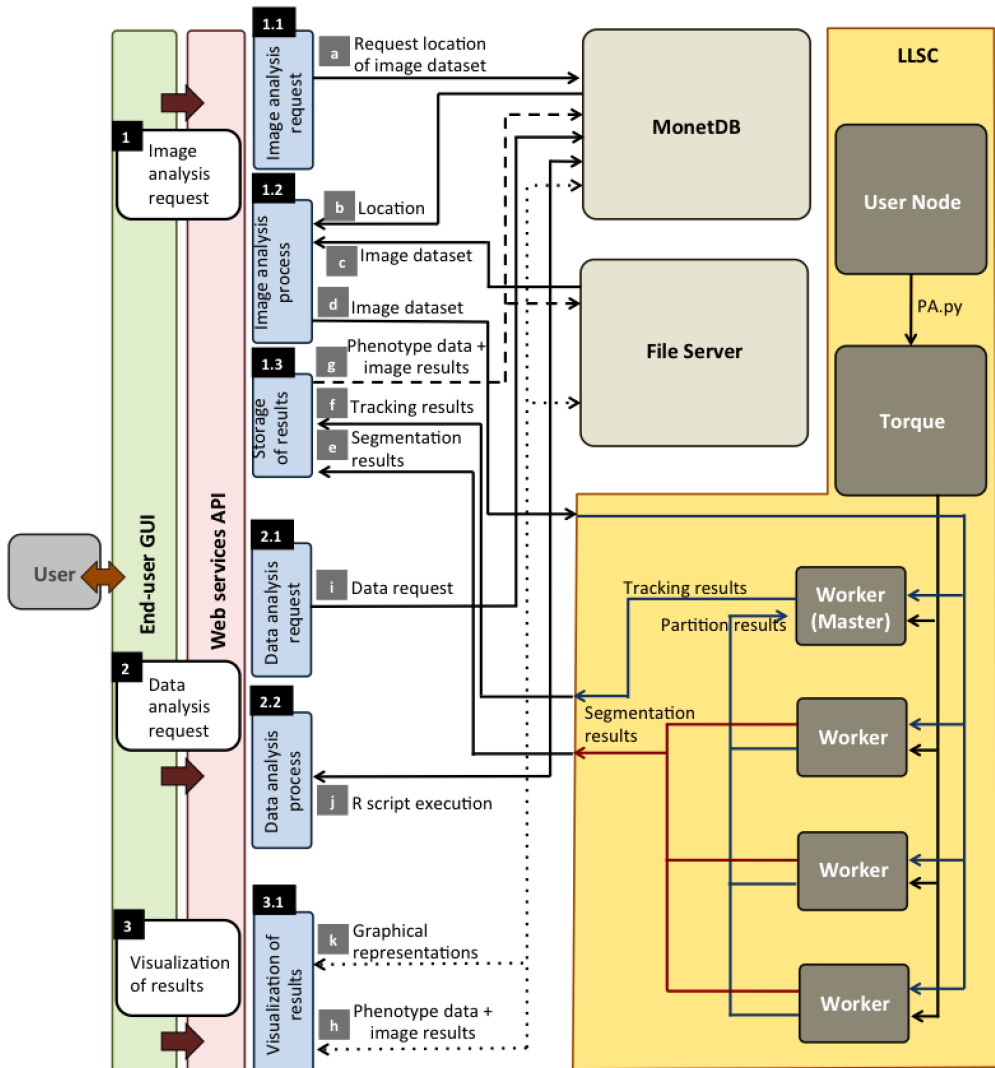 1.1
a
Request location
of image dataset
Image analysis
request
MonetDB
LLSC
1
Image
analysis
request
User Node
1.2
b
Location
c
Image dataset
Image analysis
process
d
Image dataset
PA.py
File Server
1.3
g
Phenotype data +
image results
f
Tracking results
e
Segmentation
results
Storage
of results
Torque
User
End-user GUI
Web services API
2.1
i
Data request
Data analysis
request
Tracking results
Partition results
Worker
(Master)
2
Data
analysis
request
2.2
Data analysis
process
j
R script execution
Segmentation
results
Worker
Worker
3.1
3
Visualization
of results
Visualization of
results
k
Graphical
representations
h
Phenotype data +
image results
Worker